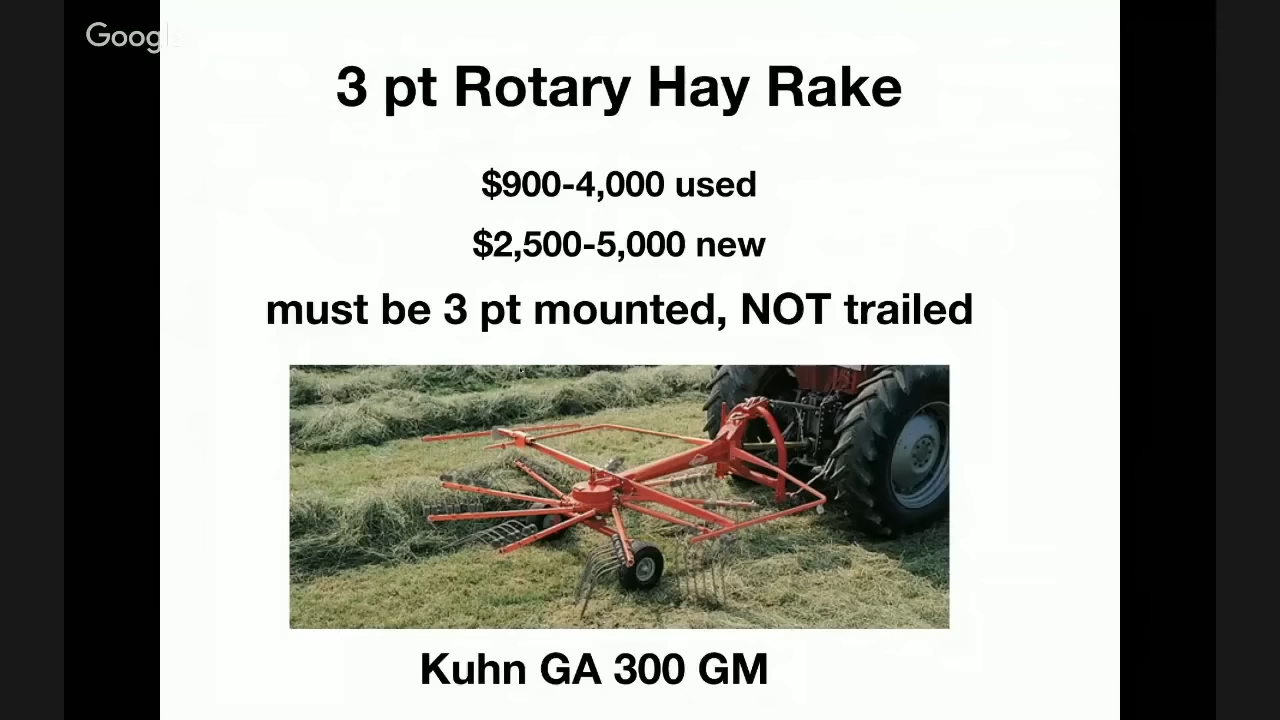 Google
3 pt Rotary Hay Rake
$900-4,000 used
$2,500-5,000 new
must be 3 pt mounted, NOT trailed
Kuhn GA 300 GM